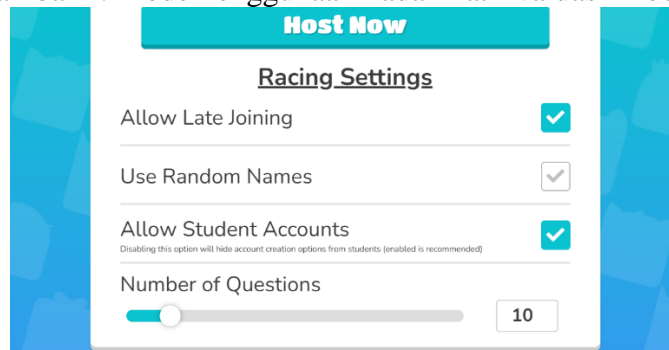 Host Now
Racing Settings
Allow Late Joining
Use Random Names
Allow Student Accounts
Disabling this option will hide account creation options from students (enabled is recommended)
Number of Questions
10